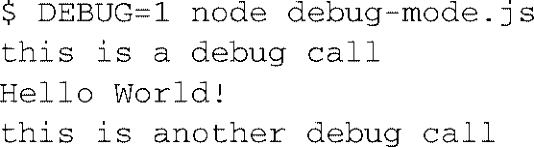 $ DEBUG=1 node debug-mode.js
this is a debug call
Hello World!
this is another debug call